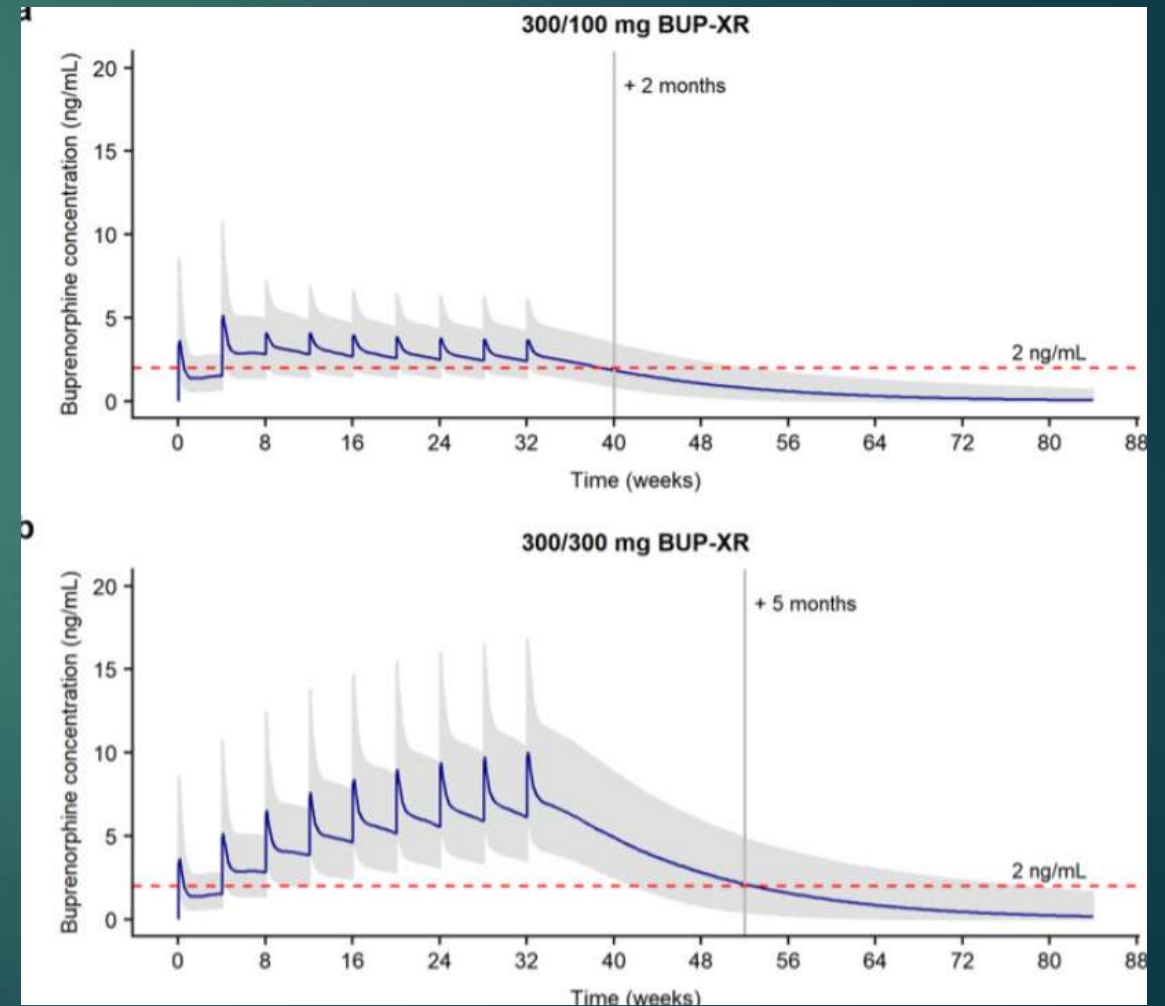 a
300/100 mg BUP-XR
Buprenorphine concentration (ng/mL)
20
15
10
5
0
+ 2 months
2 ng/mL
0 8 16 24 32 40 48 56 64 72 80 88
Time (weeks)
b
300/300 mg BUP-XR
Buprenorphine concentration (ng/mL)
20
15
10
5
0
+ 5 months
2 ng/mL
0 8 16 24 32 40 48 56 64 72 80 88
Time (weeks)